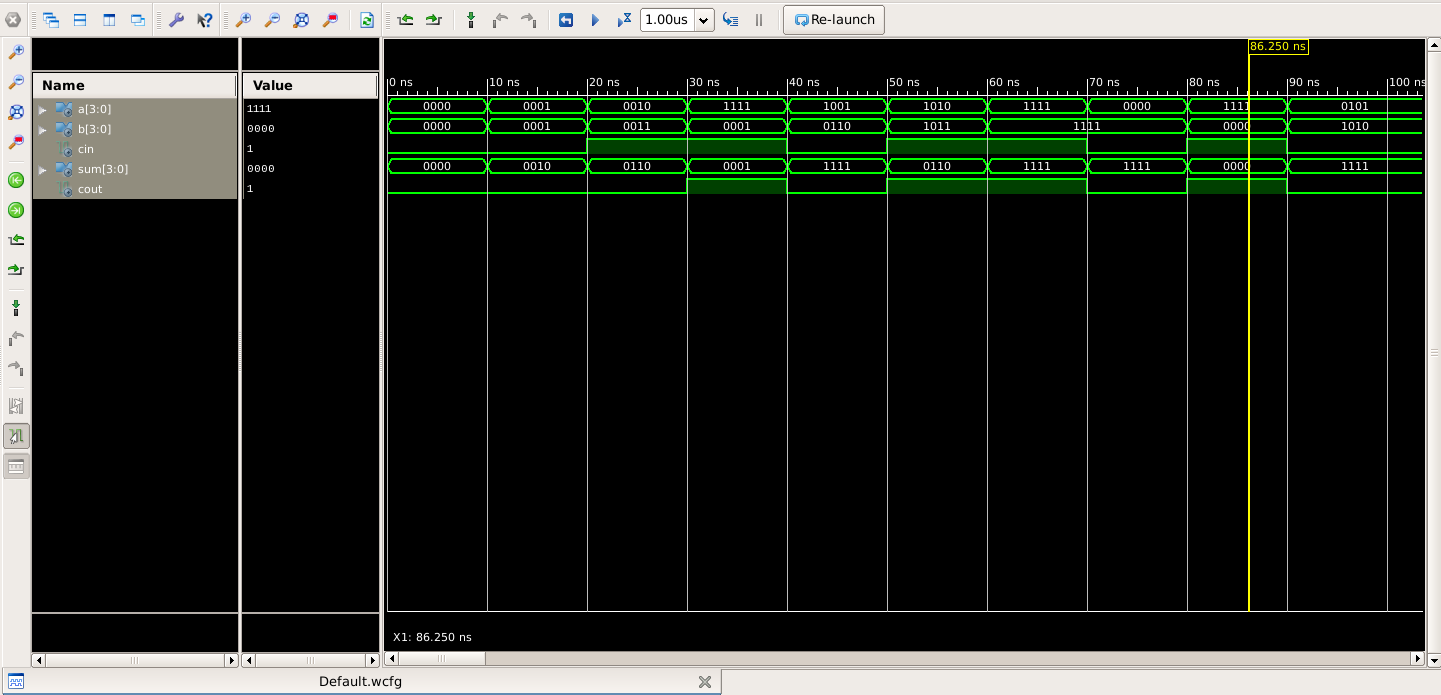 1.00us Re-launch
86.250 ns
Name Value
0 ns 10 ns 20 ns 30 ns 40 ns 50 ns 60 ns 70 ns 80 ns 90 ns 100 ns
a[3:0] 1111 0000 0001 0010 1111 1001 1010 1111 0000 1111 0101
b[3:0] 0000 0000 0001 0011 0001 0110 1011 1111 0000 1010
cin 1
sum[3:0] 0000 0000 0010 0110 0001 1111 0110 1111 1111 0000 1111
cout 1
X1: 86.250 ns
Default.wcfg